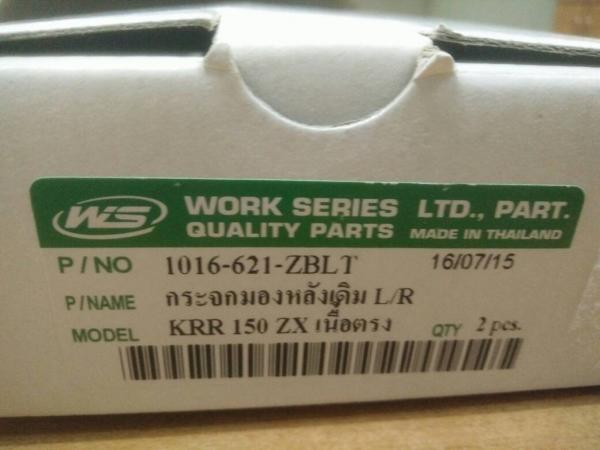 WS WORK SERIES LTD., PART.
QUALITY PARTS MADE IN THAILAND
P/NO 1016-621-ZBLT 16/07/15
P/NAME กระจกมองหลังเดิม L/R
MODEL KRR 150 ZX เนื้อตรง QTY 2 pcs.